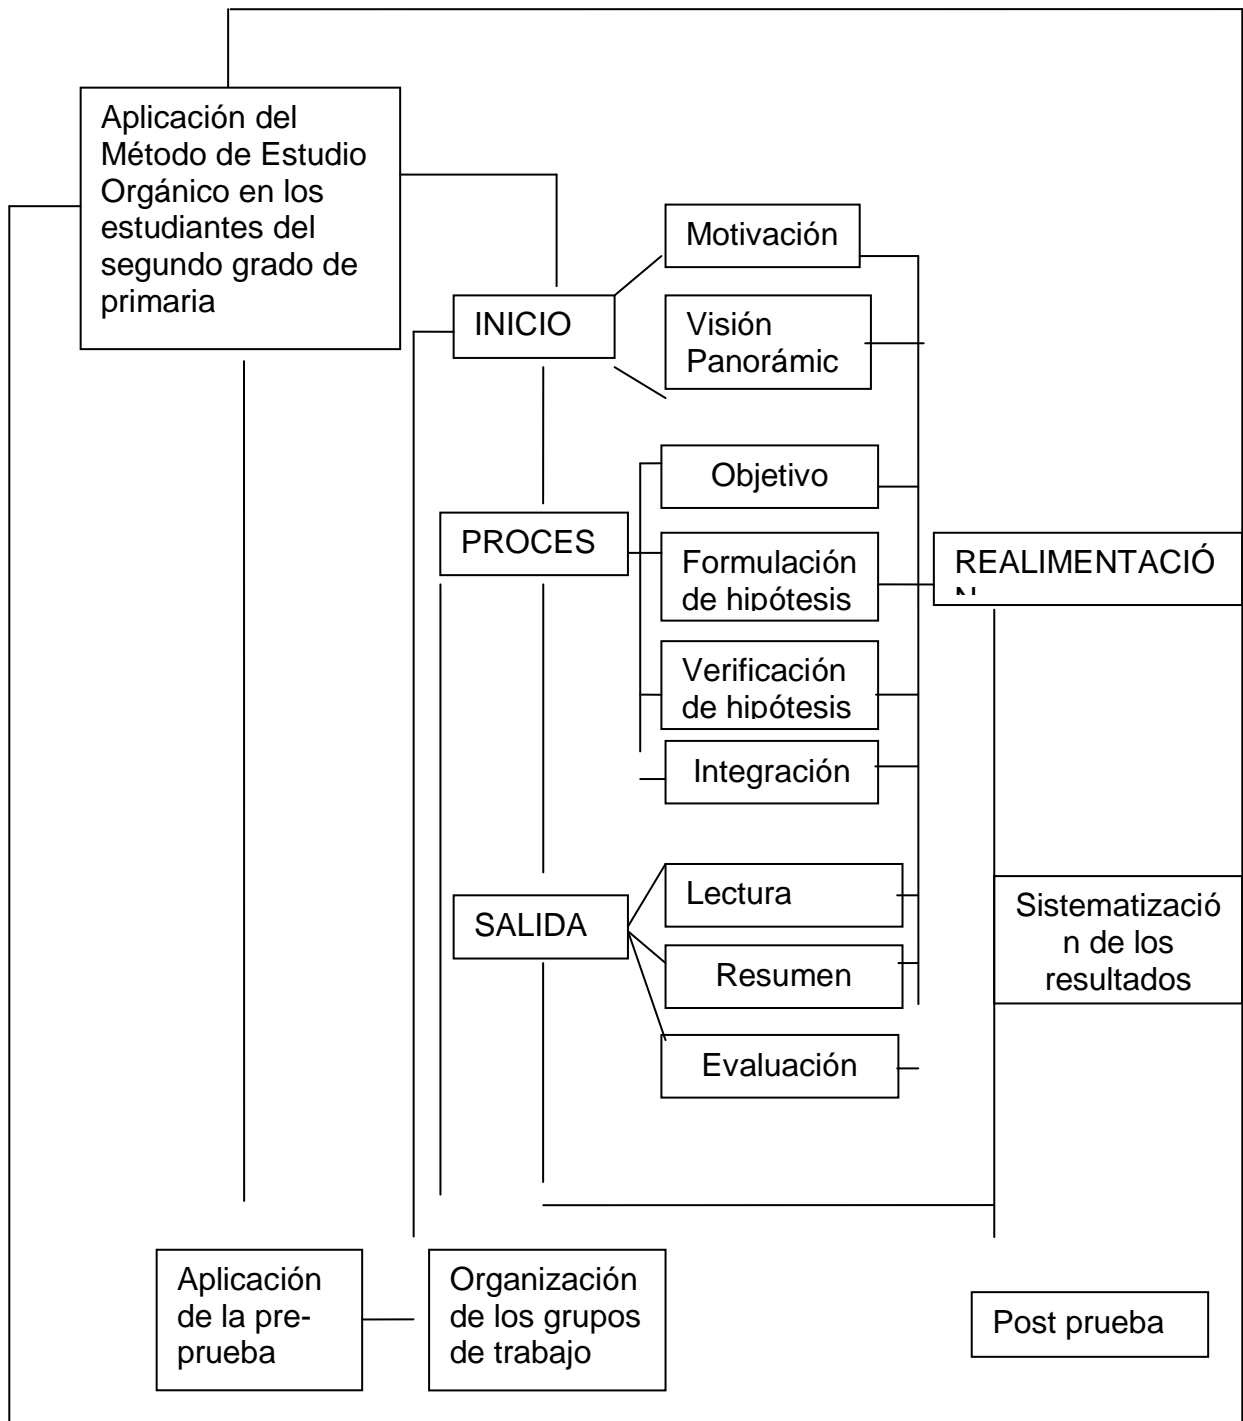 Aplicación del
Método de Estudio
Orgánico en los
estudiantes del
segundo grado de
primaria
Motivación
INICIO
Visión
Panorámic
Objetivo
PROCES
Formulación
de hipótesis
REALIMENTACIÓ
N
Verificación
de hipótesis
Integración
Lectura
SALIDA
Resumen
Sistematizació
n de los
resultados
Evaluación
Aplicación
de la pre-
prueba
Organización
de los grupos
de trabajo
Post prueba